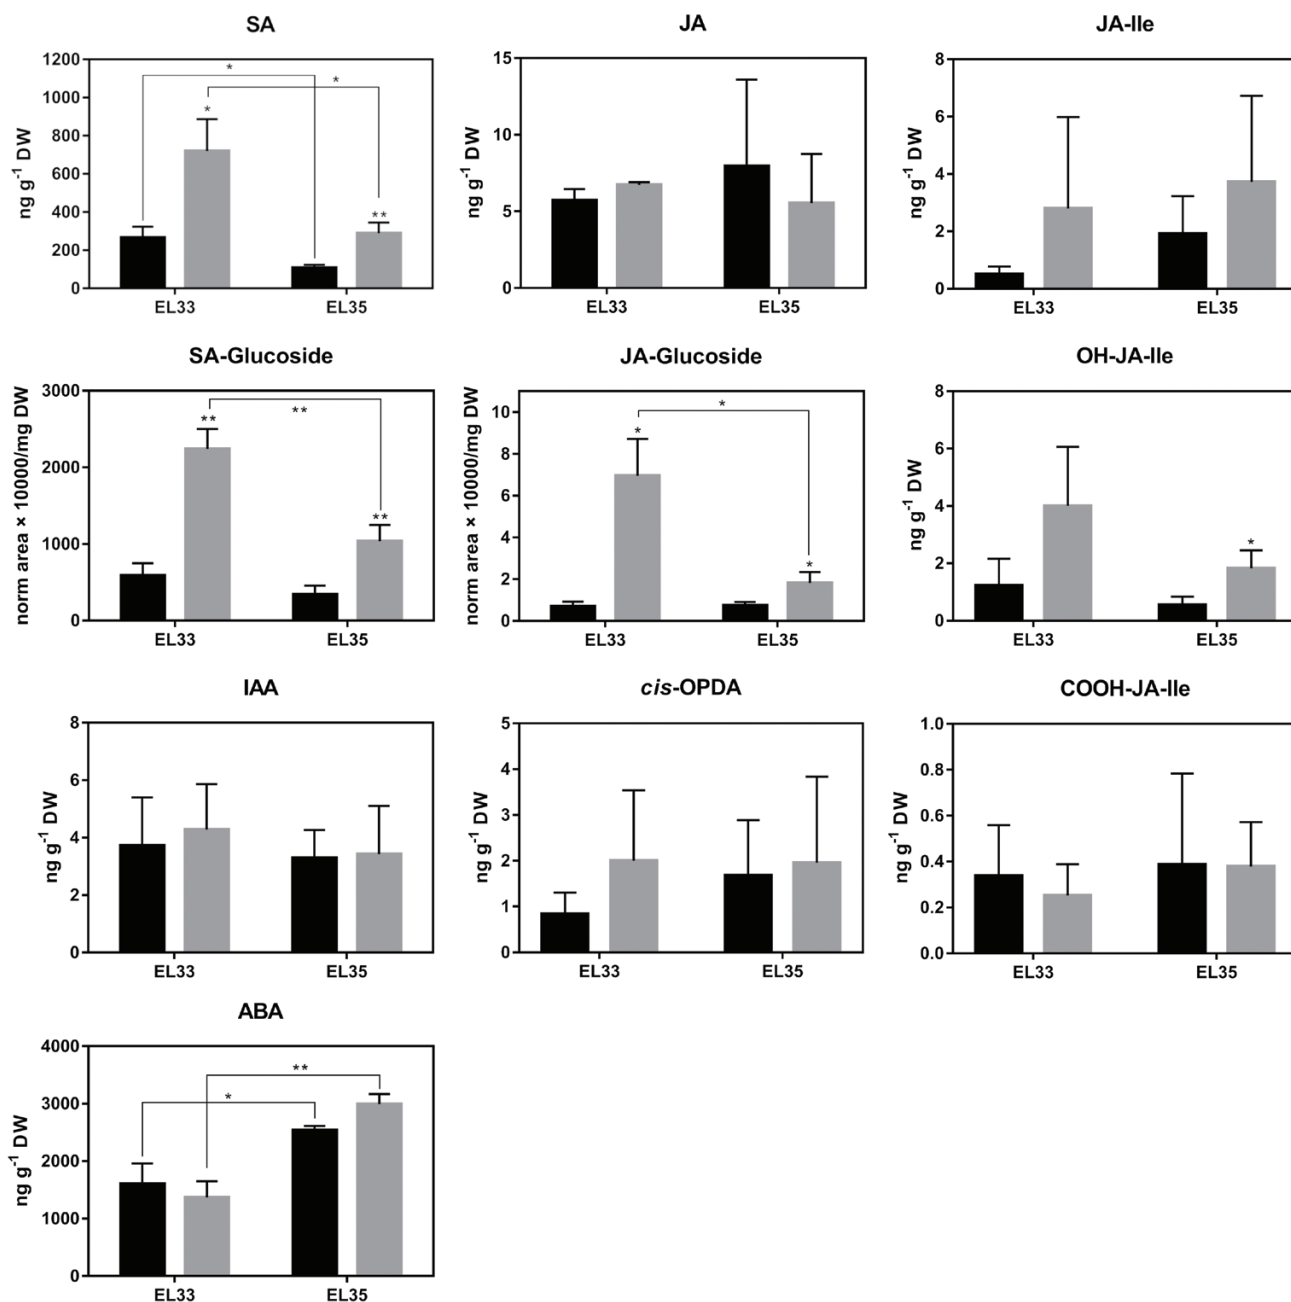 SA
1200
1000
800
600
400
200
0
ng g⁻¹ DW
*
*
*
**
EL33
EL35
JA
15
10
5
0
ng g⁻¹ DW
EL33
EL35
JA-Ile
8
6
4
2
0
ng g⁻¹ DW
EL33
EL35
SA-Glucoside
3000
2000
1000
0
norm area × 10000/mg DW
**
**
**
EL33
EL35
JA-Glucoside
10
8
6
4
2
0
norm area × 10000/mg DW
*
*
*
EL33
EL35
OH-JA-Ile
8
6
4
2
0
ng g⁻¹ DW
*
EL33
EL35
IAA
8
6
4
2
0
ng g⁻¹ DW
EL33
EL35
cis-OPDA
5
4
3
2
1
0
ng g⁻¹ DW
EL33
EL35
COOH-JA-Ile
1.0
0.8
0.6
0.4
0.2
0.0
ng g⁻¹ DW
EL33
EL35
ABA
4000
3000
2000
1000
0
ng g⁻¹ DW
**
*
EL33
EL35